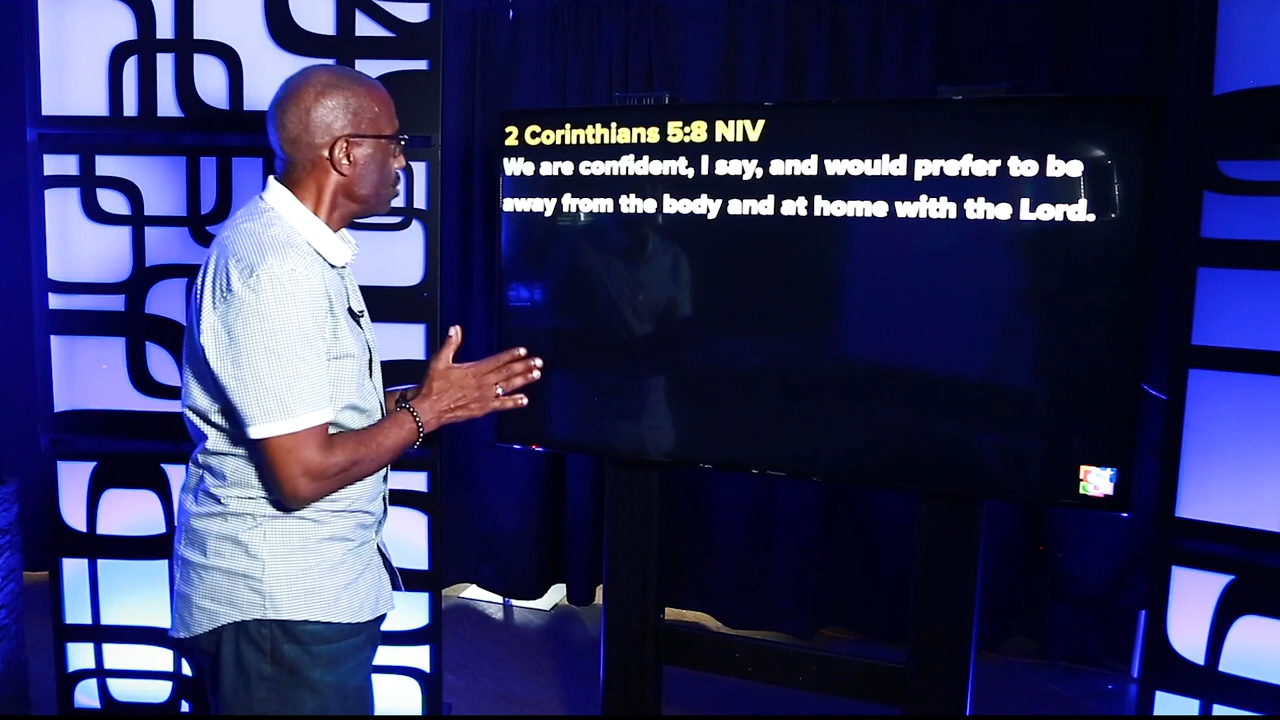 2 Corinthians 5:8 NIV
We are confident, I say, and would prefer to be
away from the body and at home with the Lord.